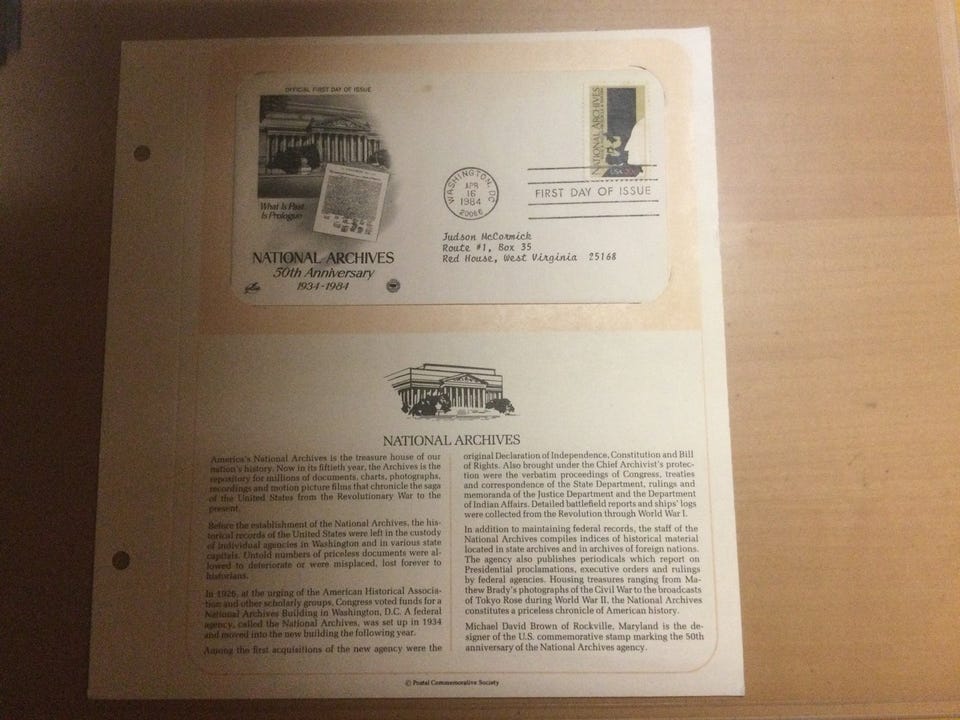 OFFICIAL FIRST DAY OF ISSUE
What Is Past
Is Prologue
NATIONAL ARCHIVES
50th Anniversary
1934-1984
WASHINGTON, DC
APR
16
1984
20066
NATIONAL ARCHIVES
USA 20c
FIRST DAY OF ISSUE
Judson McCormick
Route #1, Box 35
Red House, West Virginia 25168
NATIONAL ARCHIVES
America's National Archives is the treasure house of our
nation's history. Now in its fiftieth year, the Archives is the
repository for millions of documents, charts, photographs,
recordings and motion picture films that chronicle the saga
of the United States from the Revolutionary War to the
present.
Before the establishment of the National Archives, the his-
torical records of the United States were left in the custody
of individual agencies in Washington and in various state
capitals. Untold numbers of priceless documents were al-
lowed to deteriorate or were misplaced, lost forever to
historians.
In 1926, at the urging of the American Historical Associa-
tion and other scholarly groups, Congress voted funds for a
National Archives Building in Washington, D.C. A federal
agency, called the National Archives, was set up in 1934
and moved into the new building the following year.
Among the first acquisitions of the new agency were the
original Declaration of Independence, Constitution and Bill
of Rights. Also brought under the Chief Archivist's protec-
tion were the verbatim proceedings of Congress, treaties
and correspondence of the State Department, rulings and
memoranda of the Justice Department and the Department
of Indian Affairs. Detailed battlefield reports and ships' logs
were collected from the Revolution through World War I.
In addition to maintaining federal records, the staff of the
National Archives compiles indices of historical material
located in state archives and in archives of foreign nations.
The agency also publishes periodicals which report on
Presidential proclamations, executive orders and rulings
by federal agencies. Housing treasures ranging from Ma-
thew Brady's photographs of the Civil War to the broadcasts
of Tokyo Rose during World War II, the National Archives
constitutes a priceless chronicle of American history.
Michael David Brown of Rockville, Maryland is the de-
signer of the U.S. commemorative stamp marking the 50th
anniversary of the National Archives agency.
© Postal Commemorative Society